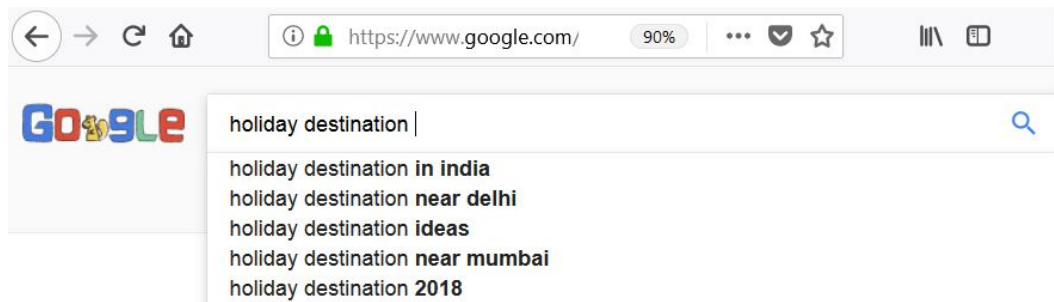 https://www.google.com/ 90%
Google
holiday destination
holiday destination in india
holiday destination near delhi
holiday destination ideas
holiday destination near mumbai
holiday destination 2018